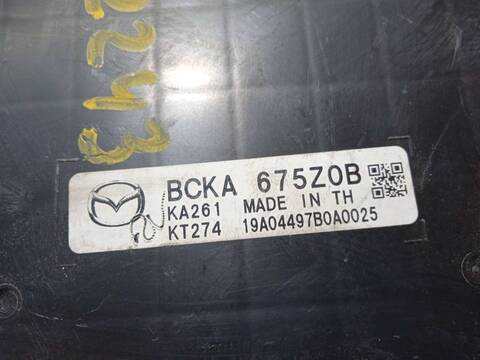 BCKA 675Z0B
KA261 MADE IN TH
KT274 19A04497B0A0025